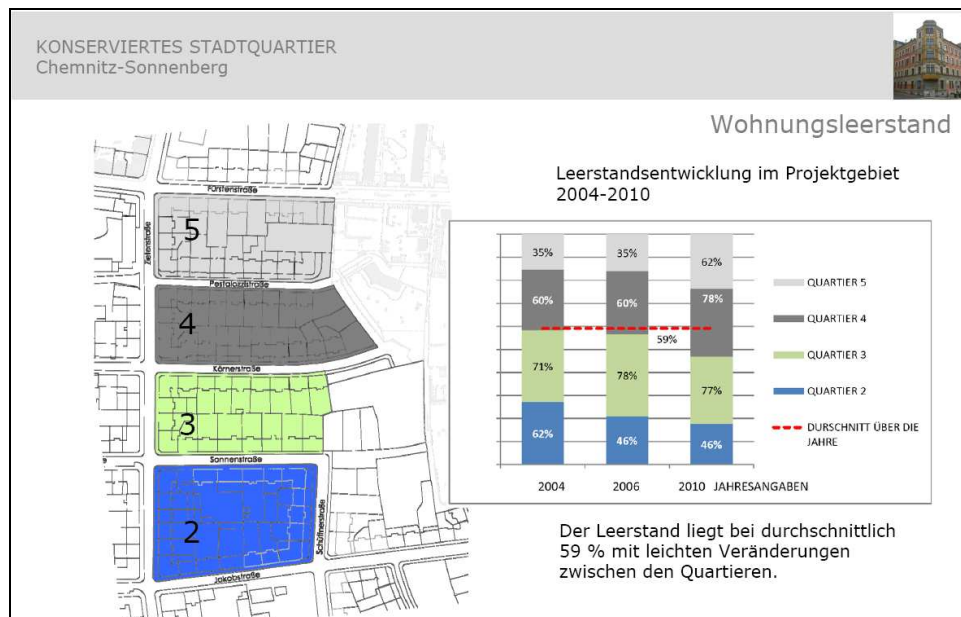 KONSERVIERTES STADTQUARTIER
Chemnitz-Sonnenberg
Wohnungsleerstand
Leerstandsentwicklung im Projektgebiet
2004-2010
Fürstenstraße
Zietenstraße
5
Pestalozzistraße
4
Körnerstraße
3
Sonnenstraße
2
Schüffnerstraße
Jakobstraße
35% 35% 62%
60% 60% 78%
59%
71% 78% 77%
62% 46% 46%
2004 2006 2010 JAHRESANGABEN
QUARTIER 5
QUARTIER 4
QUARTIER 3
QUARTIER 2
DURSCHNITT ÜBER DIE
JAHRE
Der Leerstand liegt bei durchschnittlich
59 % mit leichten Veränderungen
zwischen den Quartieren.